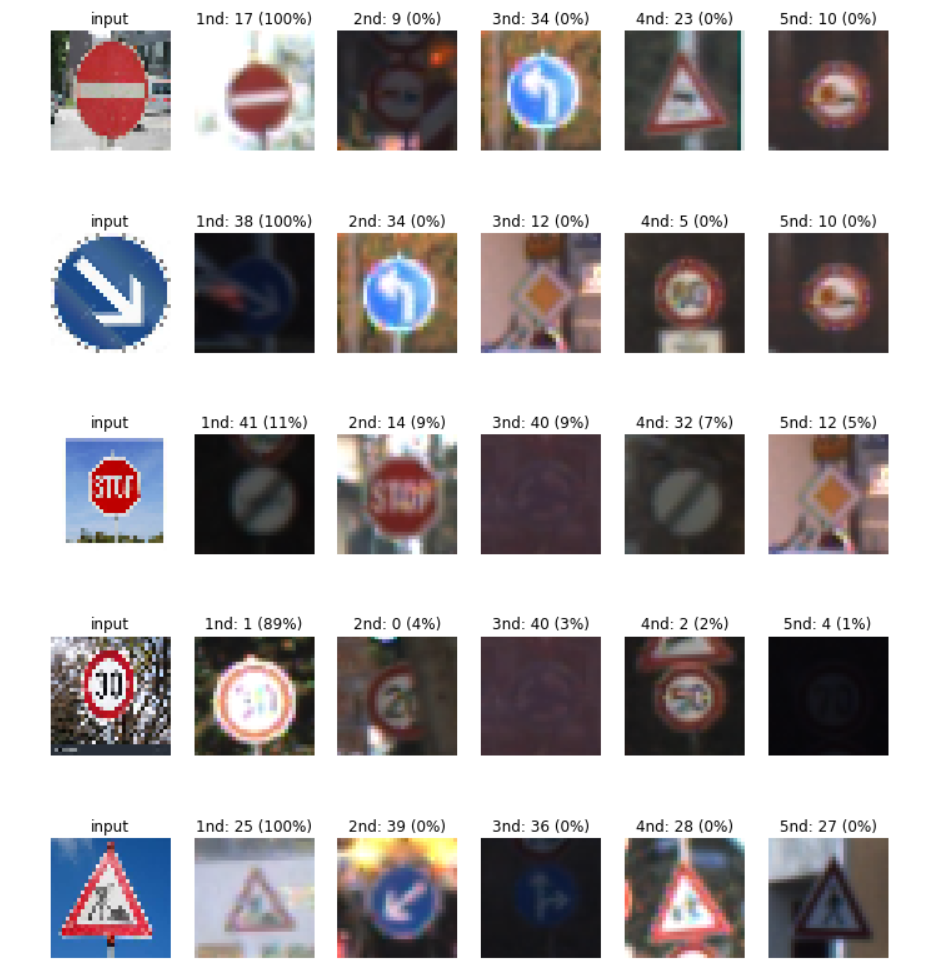 input 1nd: 17 (100%) 2nd: 9 (0%) 3nd: 34 (0%) 4nd: 23 (0%) 5nd: 10 (0%)
input 1nd: 38 (100%) 2nd: 34 (0%) 3nd: 12 (0%) 4nd: 5 (0%) 5nd: 10 (0%)
input 1nd: 41 (11%) 2nd: 14 (9%) 3nd: 40 (9%) 4nd: 32 (7%) 5nd: 12 (5%)
STOP STOP
input 1nd: 1 (89%) 2nd: 0 (4%) 3nd: 40 (3%) 4nd: 2 (2%) 5nd: 4 (1%)
30 30 20 50
input 1nd: 25 (100%) 2nd: 39 (0%) 3nd: 36 (0%) 4nd: 28 (0%) 5nd: 27 (0%)